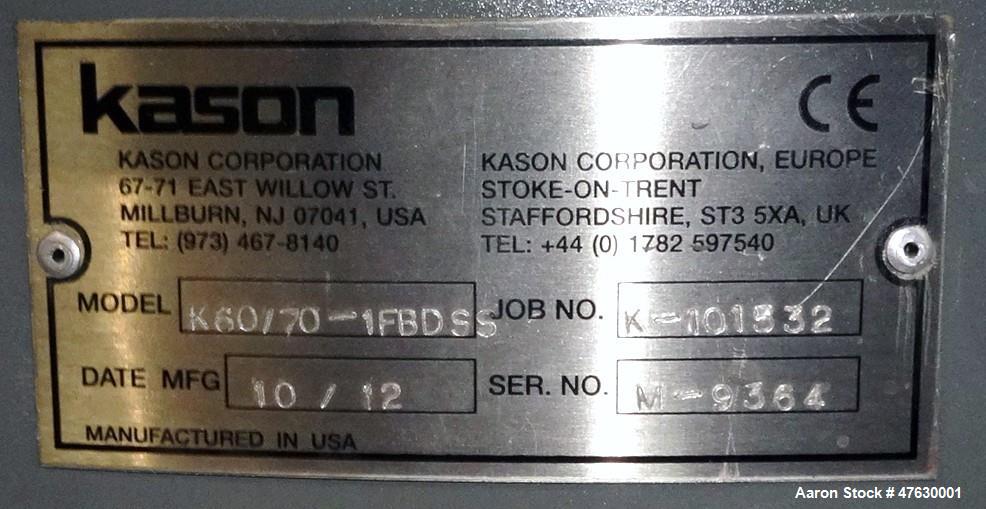 kason
CE
KASON CORPORATION
67-71 EAST WILLOW ST.
MILLBURN, NJ 07041, USA
TEL: (973) 467-8140
KASON CORPORATION, EUROPE
STOKE-ON-TRENT
STAFFORDSHIRE, ST3 5XA, UK
TEL: +44 (0) 1782 597540
MODEL K60/70-1FBDSS JOB NO. K-101532
DATE MFG 10/12 SER. NO. M-9364
MANUFACTURED IN USA
Aaron Stock # 47630001